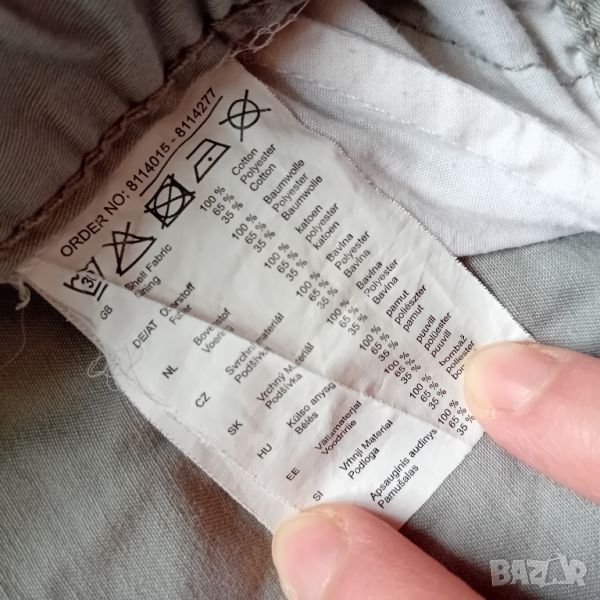 ORDER NO: 8114015 - 8114277
30
GB Shell Fabric 100 % Cotton
65 % Polyester
35 % Cotton
DE/AT Oberstoff 100 % Baumwolle
Futter 65 % Polyester
35 % Baumwolle
NL Bovenstof 100 % katoen
Voering 65 % polyester
35 % katoen
CZ Svrchní materiál 100 % Bavlna
Podšívka 65 % Polyester
35 % Bavlna
SK Vrchný Materiál 100 % Bavlna
Podšívka 65 % Polyester
35 % Bavlna
HU Külső anyag 100 % pamut
Bélés 65 % poliészter
35 % pamut
EE Välismaterjal 100 % puuvill
Voodririie 65 % polüester
35 % puuvill
SI Vrhnji Material 100 % bombaž
Podloga 65 % poliester
35 %
Apsauginis audinys 100 %
Pamušalas 65 %
35 %
BAZAR